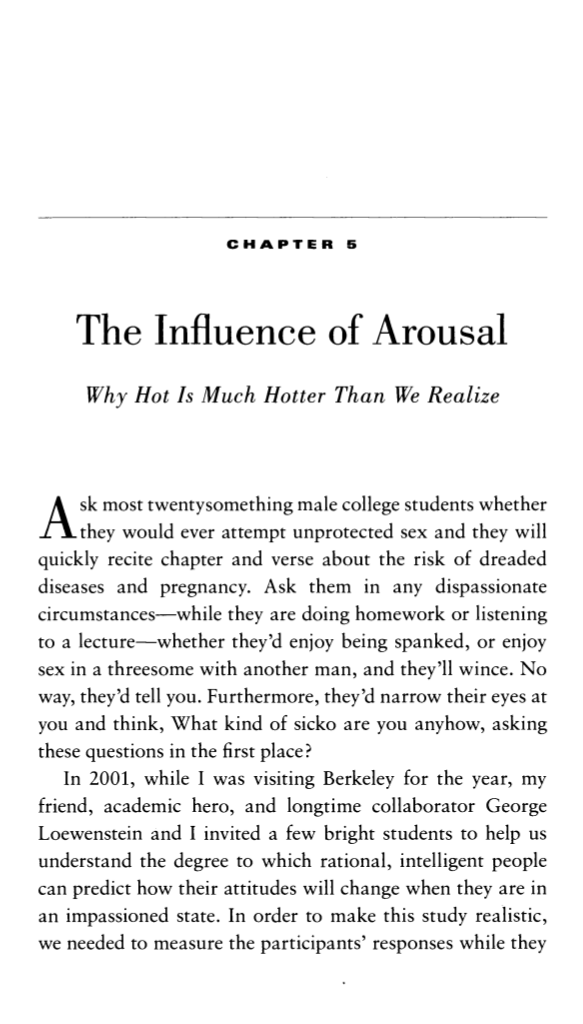 CHAPTER 5
The Influence of Arousal
Why Hot Is Much Hotter Than We Realize
Ask most twentysomething male college students whether
they would ever attempt unprotected sex and they will
quickly recite chapter and verse about the risk of dreaded
diseases and pregnancy. Ask them in any dispassionate
circumstances—while they are doing homework or listening
to a lecture—whether they'd enjoy being spanked, or enjoy
sex in a threesome with another man, and they'll wince. No
way, they'd tell you. Furthermore, they'd narrow their eyes at
you and think, What kind of sicko are you anyhow, asking
these questions in the first place?
In 2001, while I was visiting Berkeley for the year, my
friend, academic hero, and longtime collaborator George
Loewenstein and I invited a few bright students to help us
understand the degree to which rational, intelligent people
can predict how their attitudes will change when they are in
an impassioned state. In order to make this study realistic,
we needed to measure the participants' responses while they